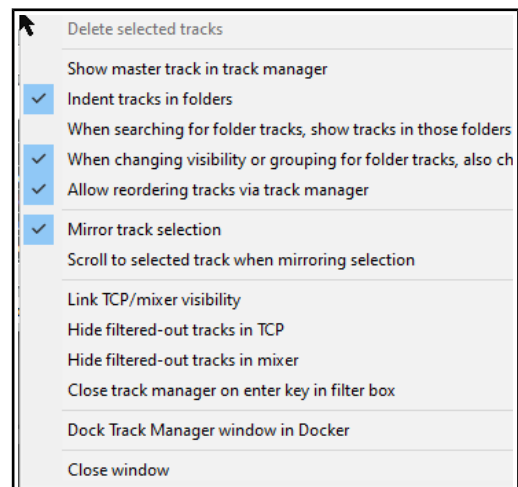 Delete selected tracks
Show master track in track manager
Indent tracks in folders
When searching for folder tracks, show tracks in those folders
When changing visibility or grouping for folder tracks, also ch
Allow reordering tracks via track manager
Mirror track selection
Scroll to selected track when mirroring selection
Link TCP/mixer visibility
Hide filtered-out tracks in TCP
Hide filtered-out tracks in mixer
Close track manager on enter key in filter box
Dock Track Manager window in Docker
Close window